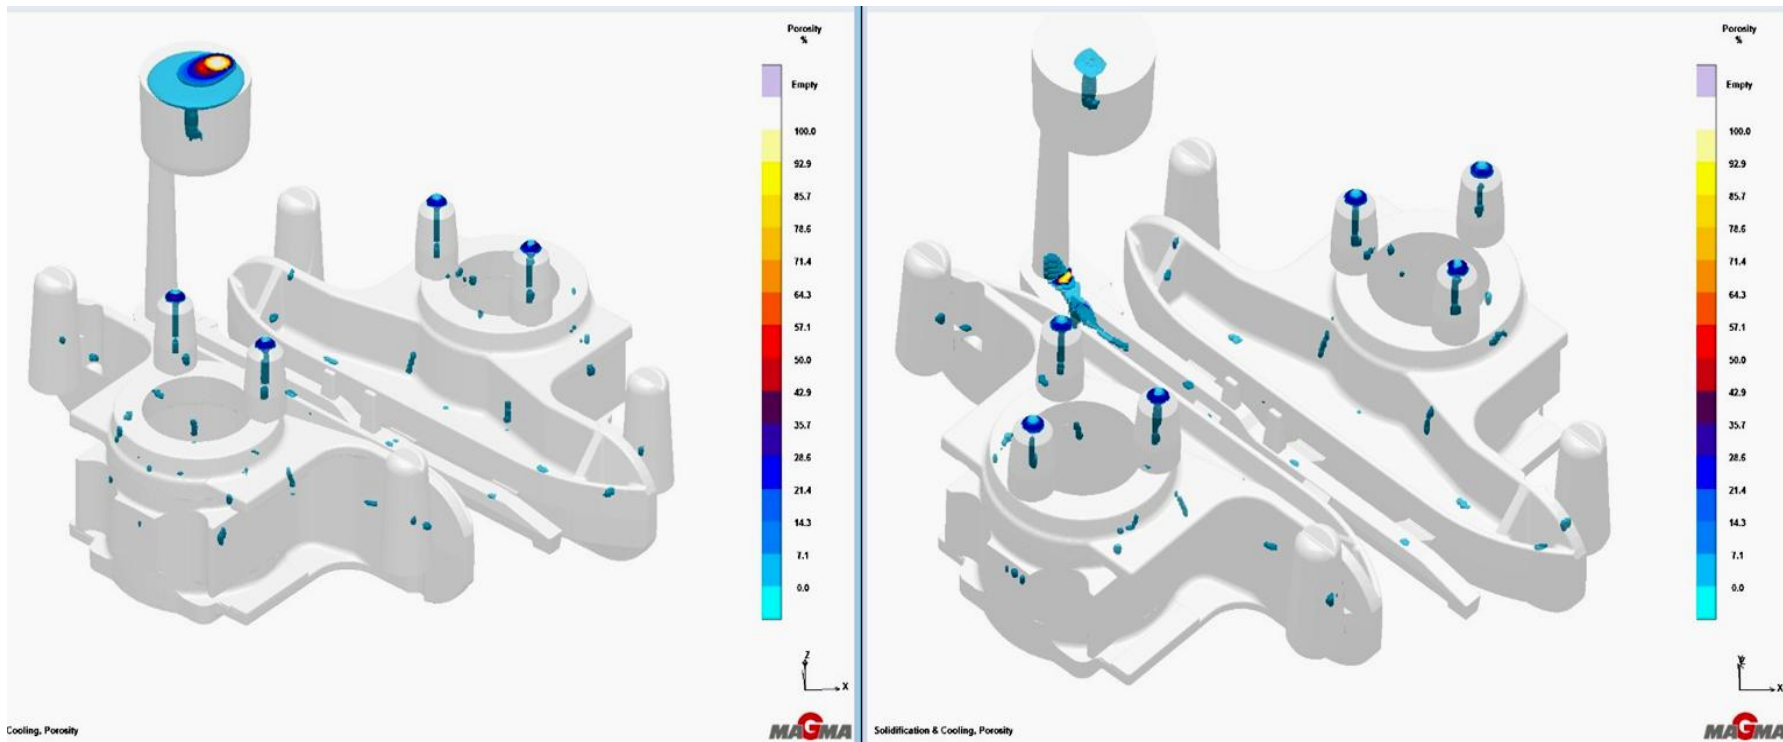 Porosity
%
Empty
100.0
92.9
85.7
78.6
71.4
64.3
57.1
50.0
42.9
35.7
28.6
21.4
14.3
7.1
0.0
Z
X
Cooling, Porosity
MAGMA
Porosity
%
Empty
100.0
92.9
85.7
78.6
71.4
64.3
57.1
50.0
42.9
35.7
28.6
21.4
14.3
7.1
0.0
X
Solidification & Cooling, Porosity
MAGMA